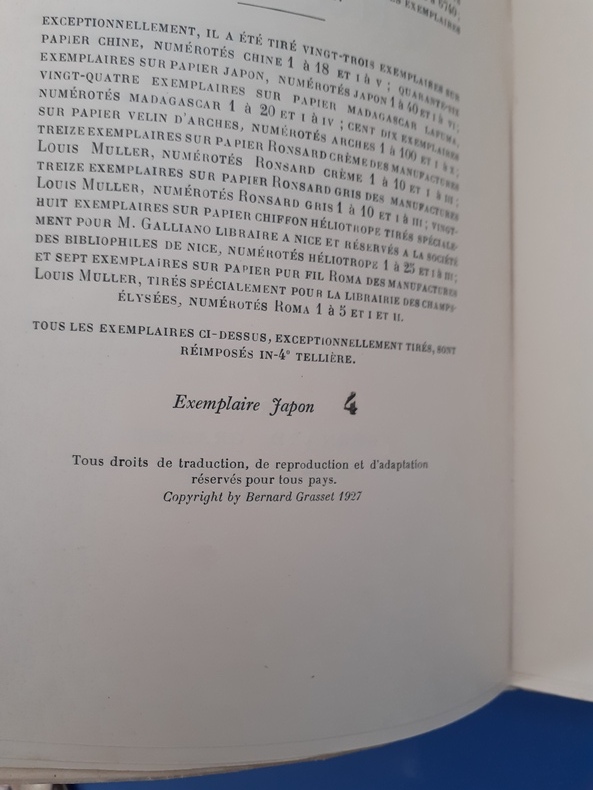 6740,
EXEMPLAIRES
EXCEPTIONNELLEMENT, IL A ÉTÉ TIRÉ VINGT-TROIS EXEMPLAIRES SUR
PAPIER CHINE, NUMÉROTÉS CHINE 1 à 18 ET I à V ; QUARANTE-SIX
EXEMPLAIRES SUR PAPIER JAPON, NUMÉROTÉS JAPON 1 à 40 ET I à VI ;
VINGT-QUATRE EXEMPLAIRES SUR PAPIER MADAGASCAR LAFUMA,
NUMÉROTÉS MADAGASCAR 1 à 20 ET I à IV ; CENT DIX EXEMPLAIRES
SUR PAPIER VELIN D'ARCHES, NUMÉROTÉS ARCHES 1 à 100 ET I à X ;
TREIZE EXEMPLAIRES SUR PAPIER RONSARD CRÈME DES MANUFACTURES
LOUIS MULLER, NUMÉROTÉS RONSARD CRÈME 1 à 10 ET I à III ;
TREIZE EXEMPLAIRES SUR PAPIER RONSARD GRIS DES MANUFACTURES
LOUIS MULLER, NUMÉROTÉS RONSARD GRIS 1 à 10 ET I à III ; VINGT-
HUIT EXEMPLAIRES SUR PAPIER CHIFFON HÉLIOTROPE TIRÉS SPÉCIALE-
MENT POUR M. GALLIANO LIBRAIRE A NICE ET RÉSERVÉS A LA SOCIÉTÉ
DES BIBLIOPHILES DE NICE, NUMÉROTÉS HÉLIOTROPE 1 à 25 ET I à III ;
ET SEPT EXEMPLAIRES SUR PAPIER PUR FIL ROMA DES MANUFACTURES
LOUIS MULLER, TIRÉS SPÉCIALEMENT POUR LA LIBRAIRIE DES CHAMPS-
ÉLYSÉES, NUMÉROTÉS ROMA 1 à 5 ET I ET II.
TOUS LES EXEMPLAIRES CI-DESSUS, EXCEPTIONNELLEMENT TIRÉS, SONT
RÉIMPOSÉS IN-4° TELLIÈRE.
Exemplaire Japon 4
Tous droits de traduction, de reproduction et d'adaptation
réservés pour tous pays.
Copyright by Bernard Grasset 1927